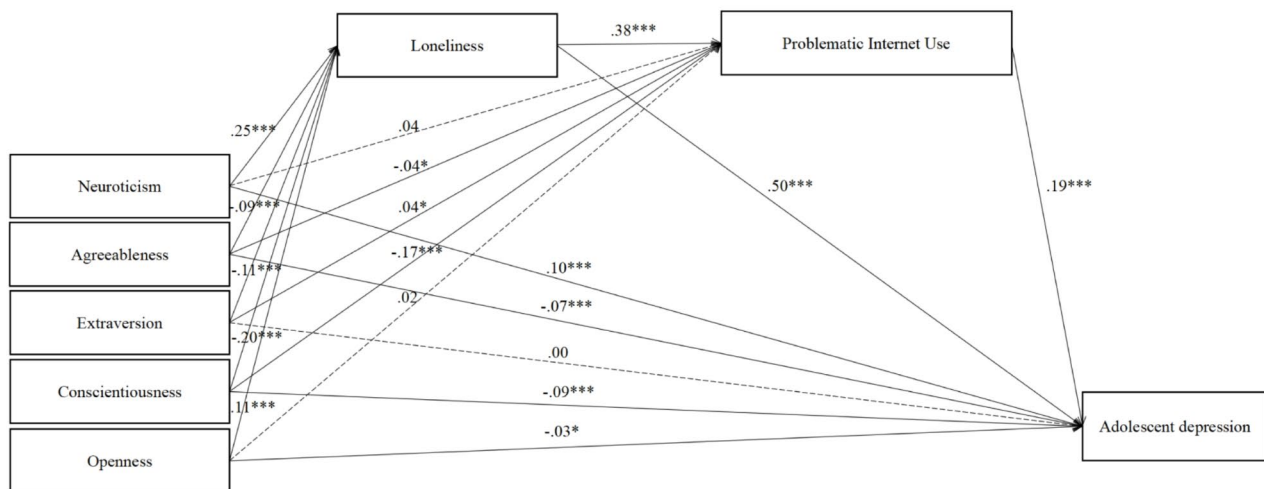 Loneliness
.38***
Problematic Internet Use
.25***
.04
Neuroticism
-.04*
.50***
.19***
-.09***
.04*
Agreeableness
-.17***
-.11***
.10***
.02
-.07***
Extraversion
-.20***
.00
Conscientiousness
-.09***
.11***
Adolescent depression
-.03*
Openness